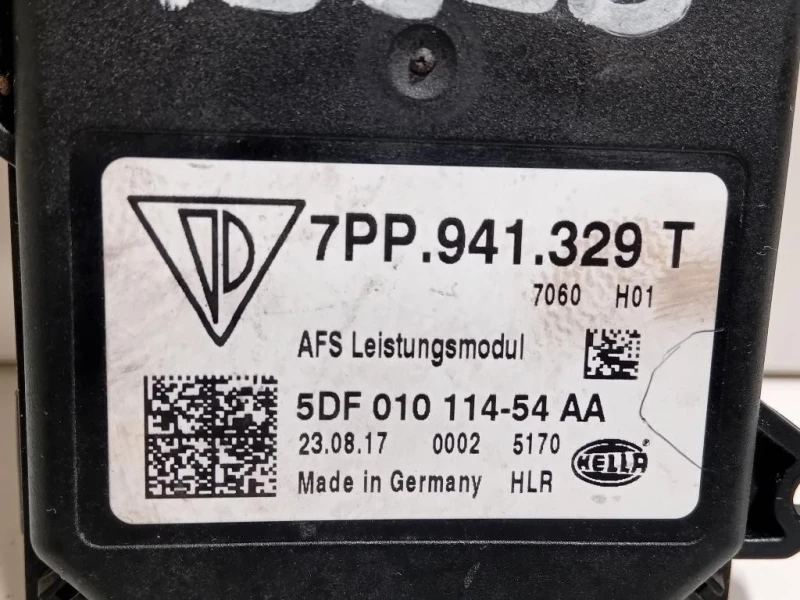 7PP.941.329 T
7060 H01
AFS Leistungsmodul
5DF 010 114-54 AA
23.08.17 0002 5170
HELLA
Made in Germany HLR